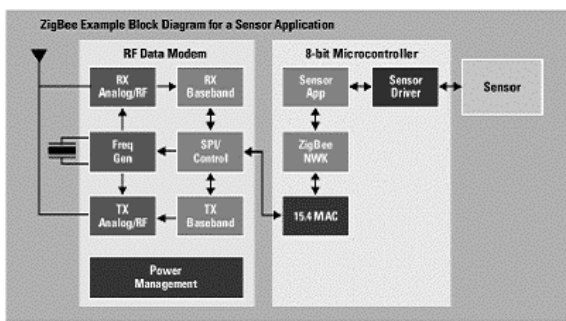 ZigBee Example Block Diagram for a Sensor Application
RF Data Modem
8-bit Microcontroller
RX
Analog/RF
RX
Baseband
Sensor
App
Sensor
Driver
Sensor
Freq
Gen
SPI/
Control
ZigBee
NWK
TX
Analog/RF
TX
Baseband
15.4 MAC
Power
Management